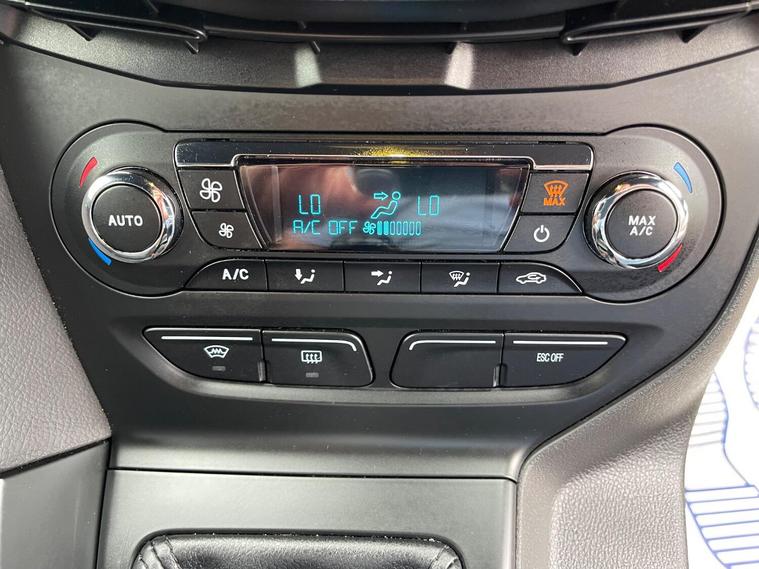 AUTO
LO LO
A/C OFF
MAX
MAX
A/C
A/C
ESC OFF